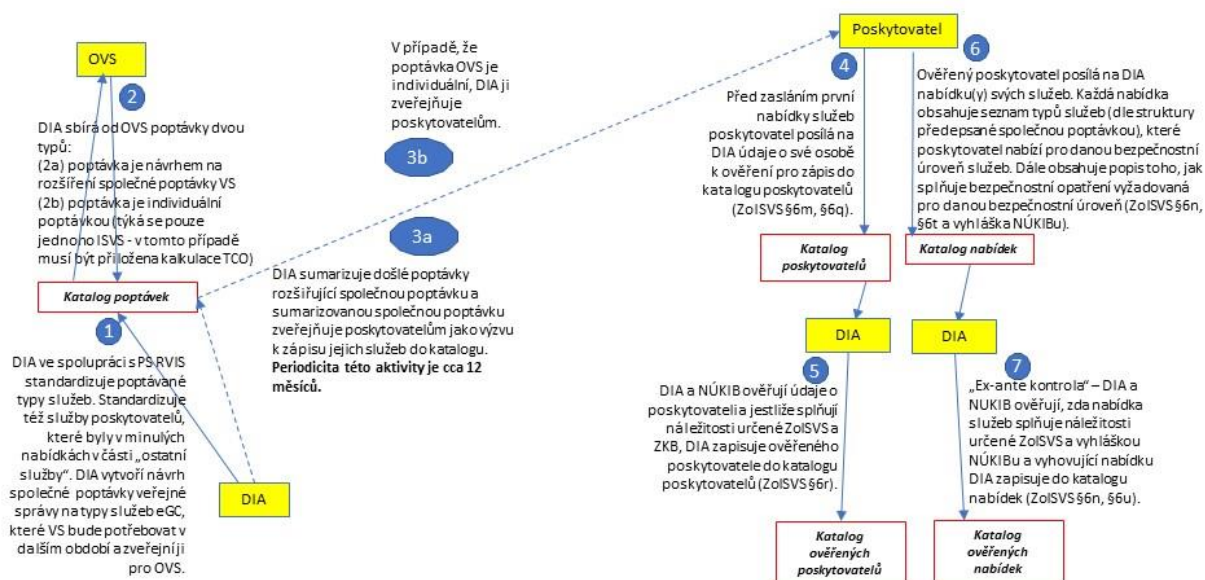 OVS
2
DIA sbírá od OVS poptávky dvou
typů:
(2a) poptávka je návrhem na
rozšíření společné poptávky VS
(2b) poptávka je individuální
poptávkou (týká se pouze
jednoho ISVS - v tomto případě
musí být přiložena kalkulace TCO)
Katalog poptávek
1
DIA ve spolupráci s PS RVIS
standardizuje poptávané
typy služeb. Standardizuje
též služby poskytovatelů,
které byly v minulých
nabídkách v části „ostatní
služby“. DIA vytvoří návrh
společné poptávky veřejné
správy na typy služeb eGC,
které VS bude potřebovat v
dalším období a zveřejní ji
pro OVS.
DIA
V případě, že
poptávka OVS je
individuální, DIA ji
zveřejňuje
poskytovatelům.
3b
3a
DIA sumarizuje došlé poptávky
rozšiřující společnou poptávku a
sumarizovanou společnou poptávku
zveřejňuje poskytovatelům jako výzvu
k zápisu jejich služeb do katalogu.
Periodicita této aktivity je cca 12
měsíců.
Poskytovatel
4
Před zasláním první
nabídky služeb
poskytovatel posílá na
DIA údaje o své osobě
k ověření pro zápis do
katalogu poskytovatelů
(ZoISVS §6m, §6q).
6
Ověřený poskytovatel posílá na DIA
nabídku(y) svých služeb. Každá nabídka
obsahuje seznam typů služeb (dle struktury
předepsané společnou poptávkou), které
poskytovatel nabízí pro danou bezpečnostní
úroveň služeb. Dále obsahuje popis toho, jak
splňuje bezpečnostní opatření vyžadovaná
pro danou bezpečnostní úroveň (ZoISVS §6n,
§6t a vyhláška NÚKIBu).
Katalog
poskytovatelů
Katalog nabídek
DIA
5
DIA a NÚKIB ověřují údaje o
poskytovateli a jestliže splňují
náležitosti určené ZoISVS a
ZKB, DIA zapisuje ověřeného
poskytovatele do katalogu
poskytovatelů (ZoISVS §6r).
DIA
7
„Ex-ante kontrola“ – DIA a
NUKIB ověřují, zda nabídka
služeb splňuje náležitosti
určené ZoISVS a vyhláškou
NÚKIBu a vyhovující nabídku
DIA zapisuje do katalogu
nabídek (ZoISVS §6n, §6u).
Katalog
ověřených
poskytovatelů
Katalog
ověřených
nabídek